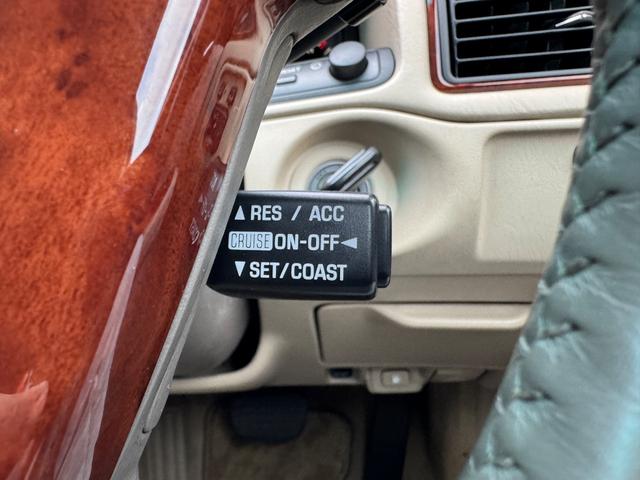 ▲ RES / ACC
CRUISE ON-OFF ◄
▼ SET/COAST